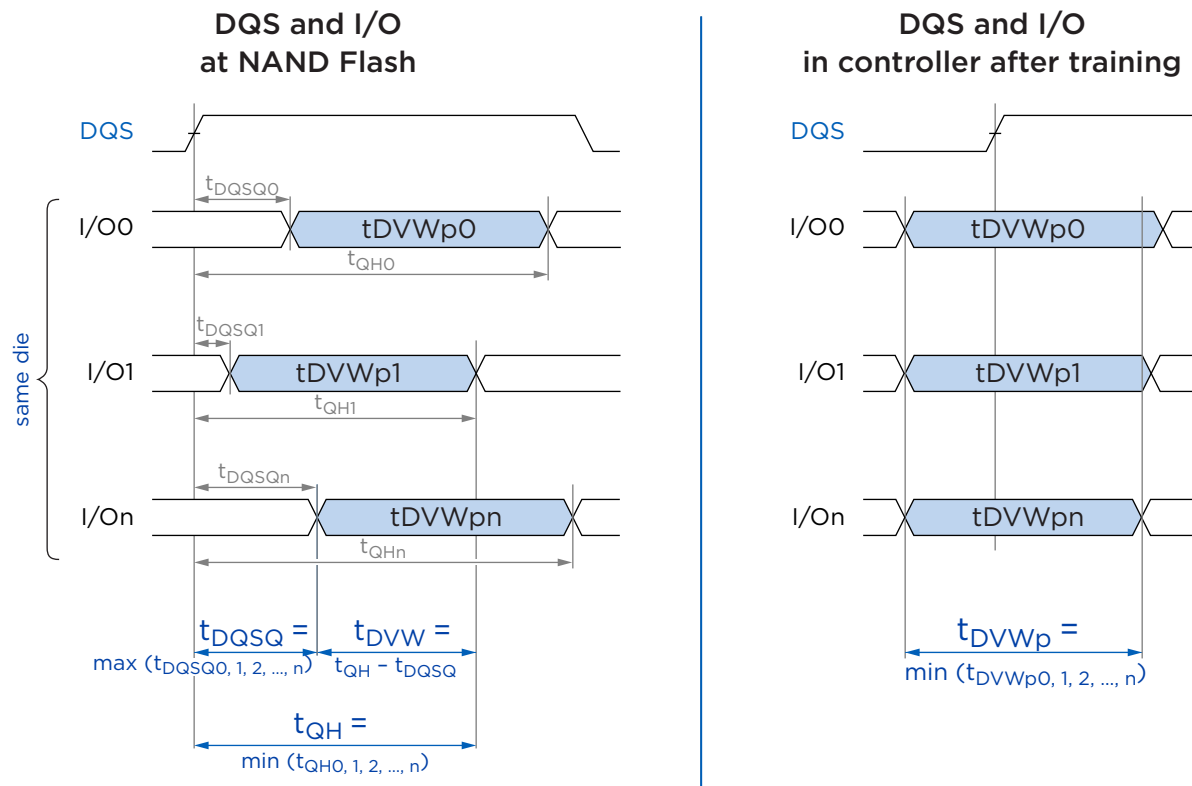 DQS and I/O
at NAND Flash
DQS
tDQSQ0
I/O0
tDVWp0
tQH0
tDQSQ1
I/O1
tDVWp1
tQH1
tDQSQn
I/On
tDVWpn
tQHn
same die
tDQSQ =
max (tDQSQ0, 1, 2, ..., n)
tDVW =
tQH – tDQSQ
tQH =
min (tQH0, 1, 2, ..., n)
DQS and I/O
in controller after training
DQS
I/O0
tDVWp0
I/O1
tDVWp1
I/On
tDVWpn
tDVWp =
min (tDVWp0, 1, 2, ..., n)